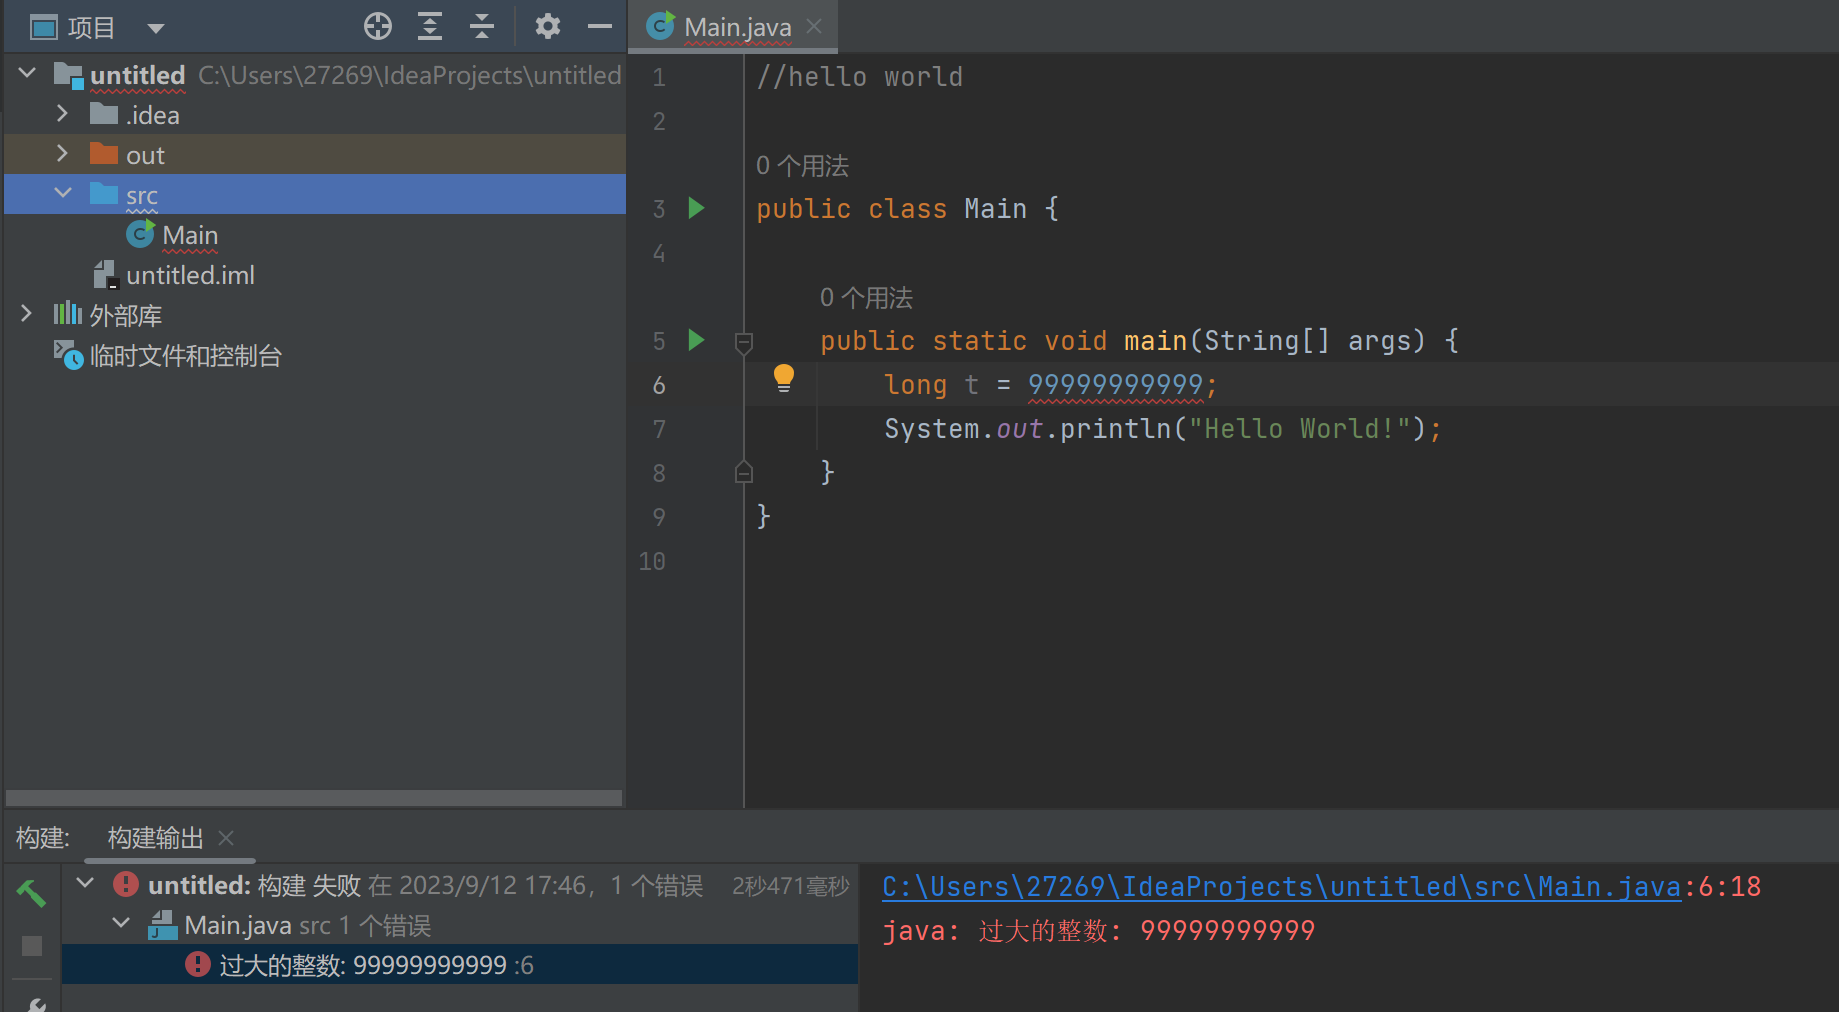 项目
untitled C:\Users\27269\IdeaProjects\untitled
.idea
out
src
Main
untitled.iml
外部库
临时文件和控制台
Main.java
1 //hello world
2
0 个用法
3 public class Main {
4
0 个用法
5 public static void main(String[] args) {
6 long t = 99999999999;
7 System.out.println("Hello World!");
8 }
9 }
10
构建: 构建输出
untitled: 构建 失败 在 2023/9/12 17:46，1 个错误 2秒471毫秒
Main.java src 1 个错误
过大的整数: 99999999999 :6
C:\Users\27269\IdeaProjects\untitled\src\Main.java:6:18
java: 过大的整数: 99999999999